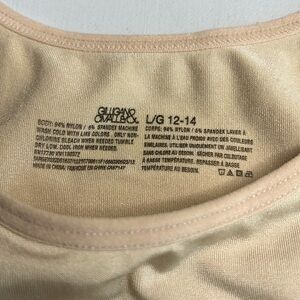 GILLIGAN &
O'MALLEY
L/G 12-14
BODY: 94% NYLON / 6% SPANDEX MACHINE
WASH COLD WITH LIKE COLORS . ONLY NON-
CHLORINE BLEACH WHEN NEEDED TUMBLE
DRY LOW. COOL IRON IF NEEDED.
MADE IN CHINA
CORPS: 94% NYLON / 6% SPANDEX LAVER À
LA MACHINE À L'EAU FROIDE AVEC COULEURS
SIMILAIRES. UTILISER UNIQUEMENT UN JAVELLISANT
SANS CHLORE AU BESOIN. SÉCHER PAR CULBUTAGE
À BASSE TEMPÉRATURE. REPASSER À BASSE
TEMPÉRATURE AU BESOIN.